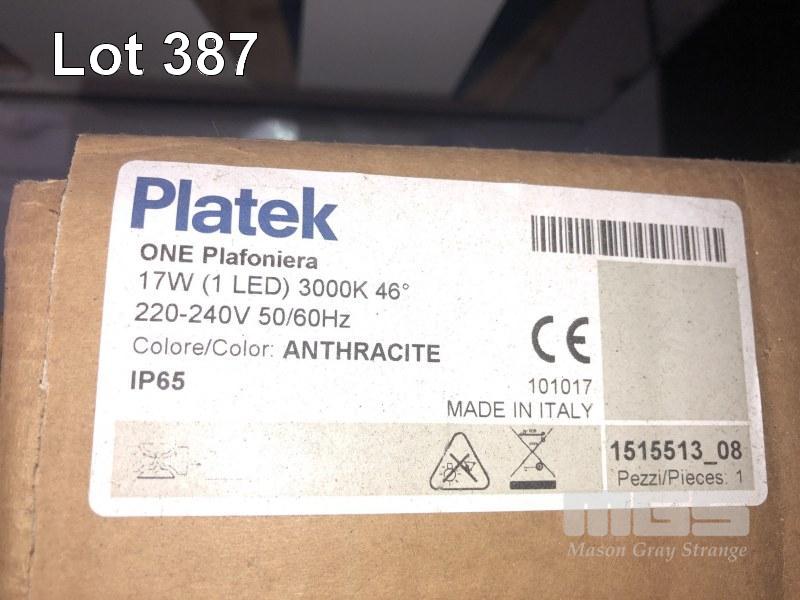 Lot 387
Platek
ONE Plafoniera
17W (1 LED) 3000K 46°
220-240V 50/60Hz
Colore/Color: ANTHRACITE
IP65
CE
101017
MADE IN ITALY
1515513_08
Pezzi/Pieces: 1
MGS
Mason Gray Strange